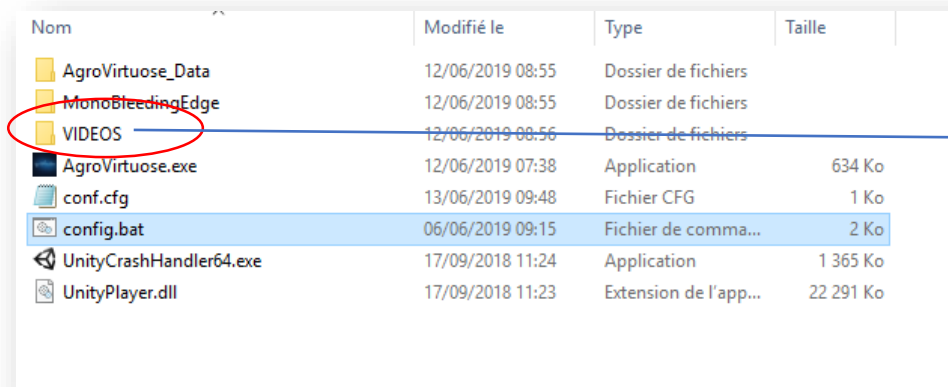 Nom Modifié le Type Taille
AgroVirtuose_Data 12/06/2019 08:55 Dossier de fichiers
MonoBleedingEdge 12/06/2019 08:55 Dossier de fichiers
VIDEOS 12/06/2019 08:56 Dossier de fichiers
AgroVirtuose.exe 12/06/2019 07:38 Application 634 Ko
conf.cfg 13/06/2019 09:48 Fichier CFG 1 Ko
config.bat 06/06/2019 09:15 Fichier de comma... 2 Ko
UnityCrashHandler64.exe 17/09/2018 11:24 Application 1 365 Ko
UnityPlayer.dll 17/09/2018 11:23 Extension de l'app... 22 291 Ko